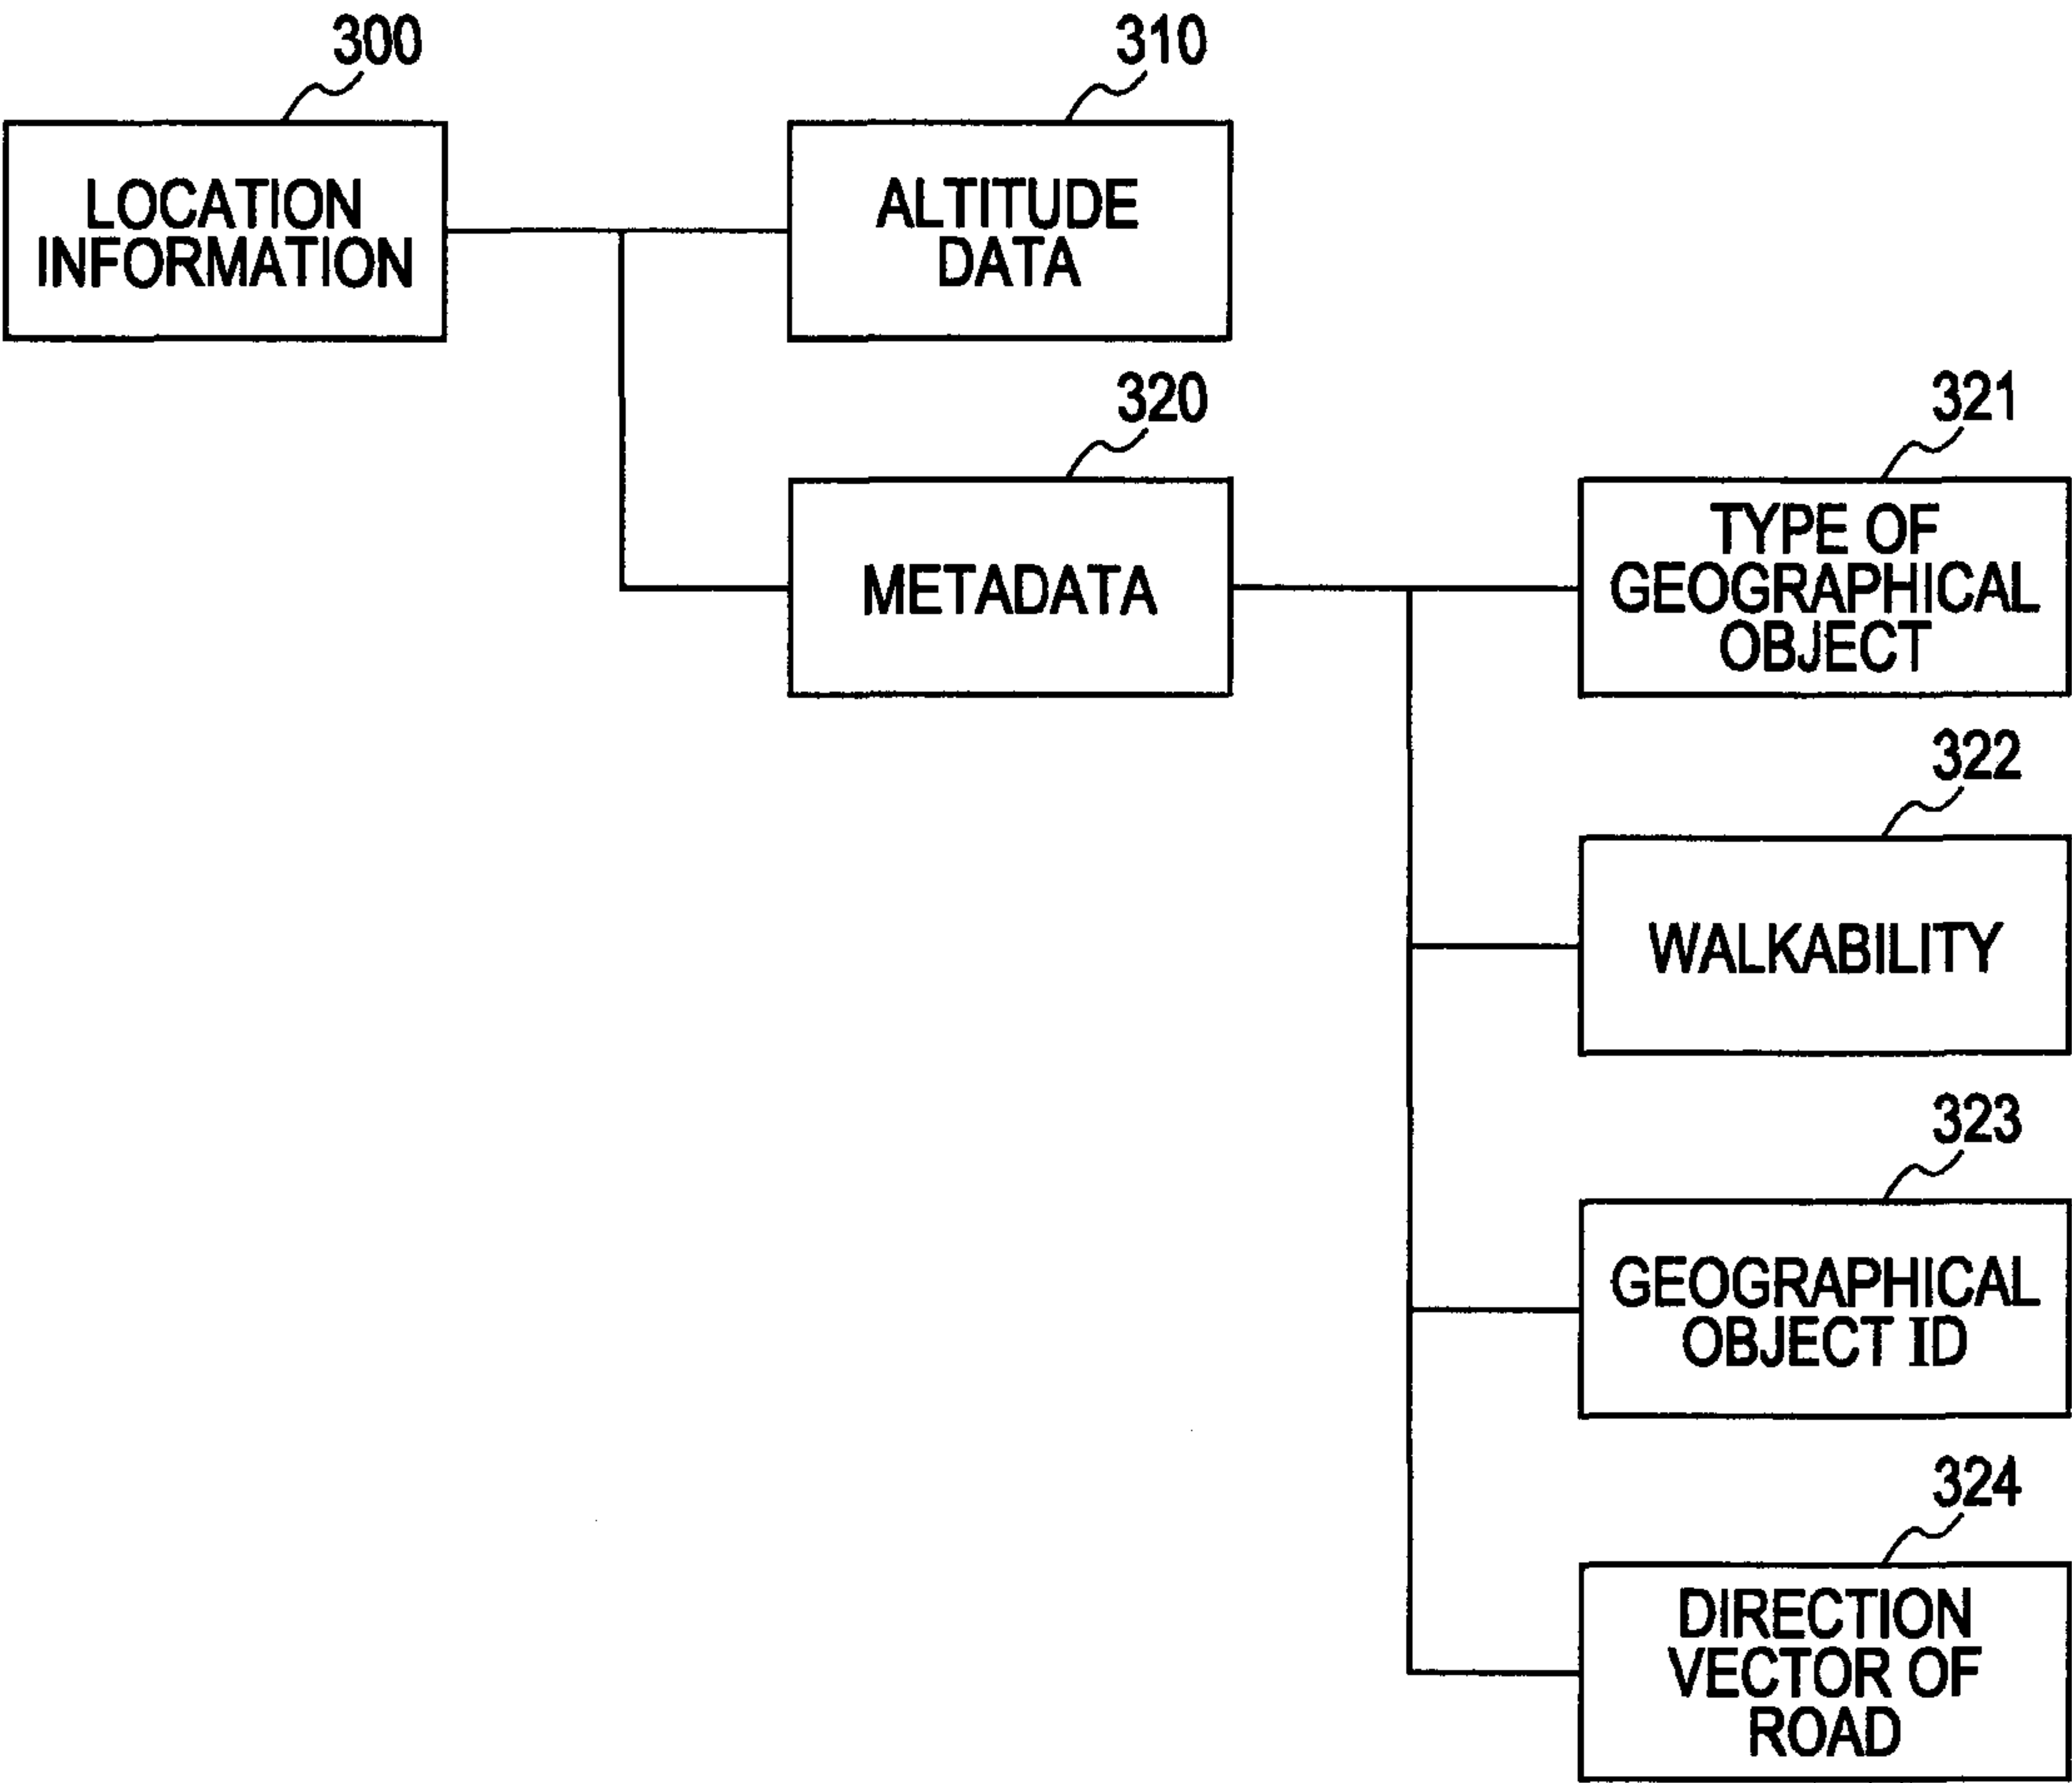 300
LOCATION
INFORMATION
310
ALTITUDE
DATA
320
METADATA
321
TYPE OF
GEOGRAPHICAL
OBJECT
322
WALKABILITY
323
GEOGRAPHICAL
OBJECT ID
324
DIRECTION
VECTOR OF
ROAD